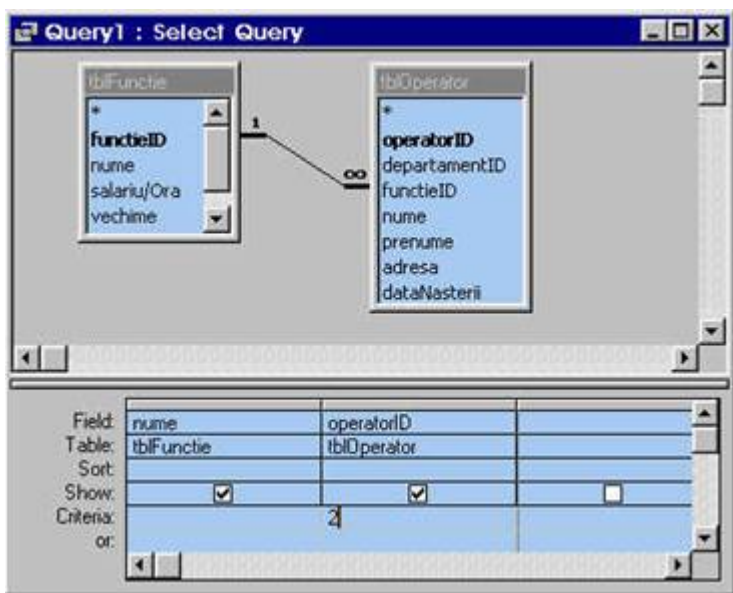 Query1 : Select Query
tblFunctie
*
functieID
nume
salariu/Ora
vechime
1
∞
tblOperator
*
operatorID
departamentID
functieID
nume
prenume
adresa
dataNasterii
Field: nume operatorID
Table: tblFunctie tblOperator
Sort:
Show:
Criteria: 2
or: